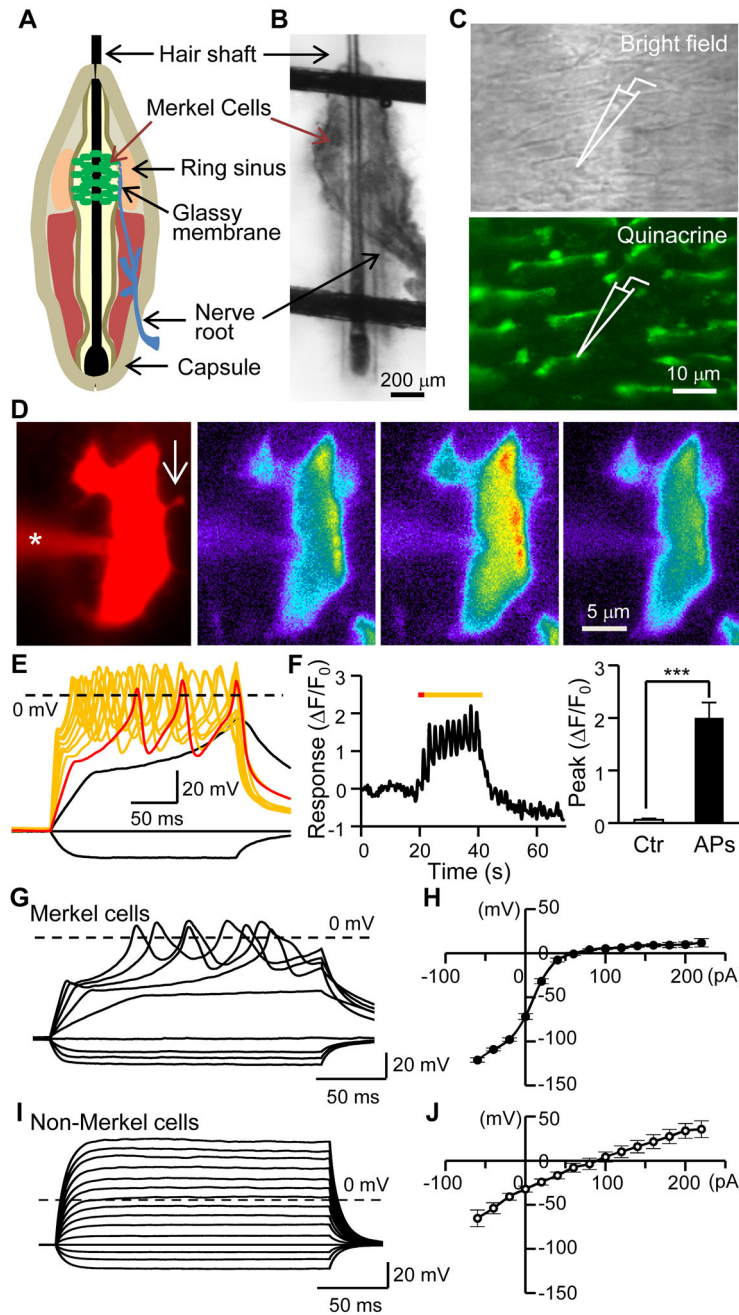 A
B
C
Hair shaft
Merkel Cells
Ring sinus
Glassy membrane
Nerve root
Capsule
200 μm
Bright field
Quinacrine
10 μm
D
*
5 μm
E
0 mV
20 mV
50 ms
F
Response (ΔF/F0)
3
2
1
0
-1
0 20 40 60
Time (s)
Peak (ΔF/F0)
3
2
1
0
***
Ctr APs
G
Merkel cells
0 mV
20 mV
50 ms
H
(mV)
50
0
-50
-100
-150
-100 0 100 200 (pA
I
Non-Merkel cells
0 mV
20 mV
50 ms
J
(mV)
50
0
-50
-100
-150
-100 0 100 200 (pA